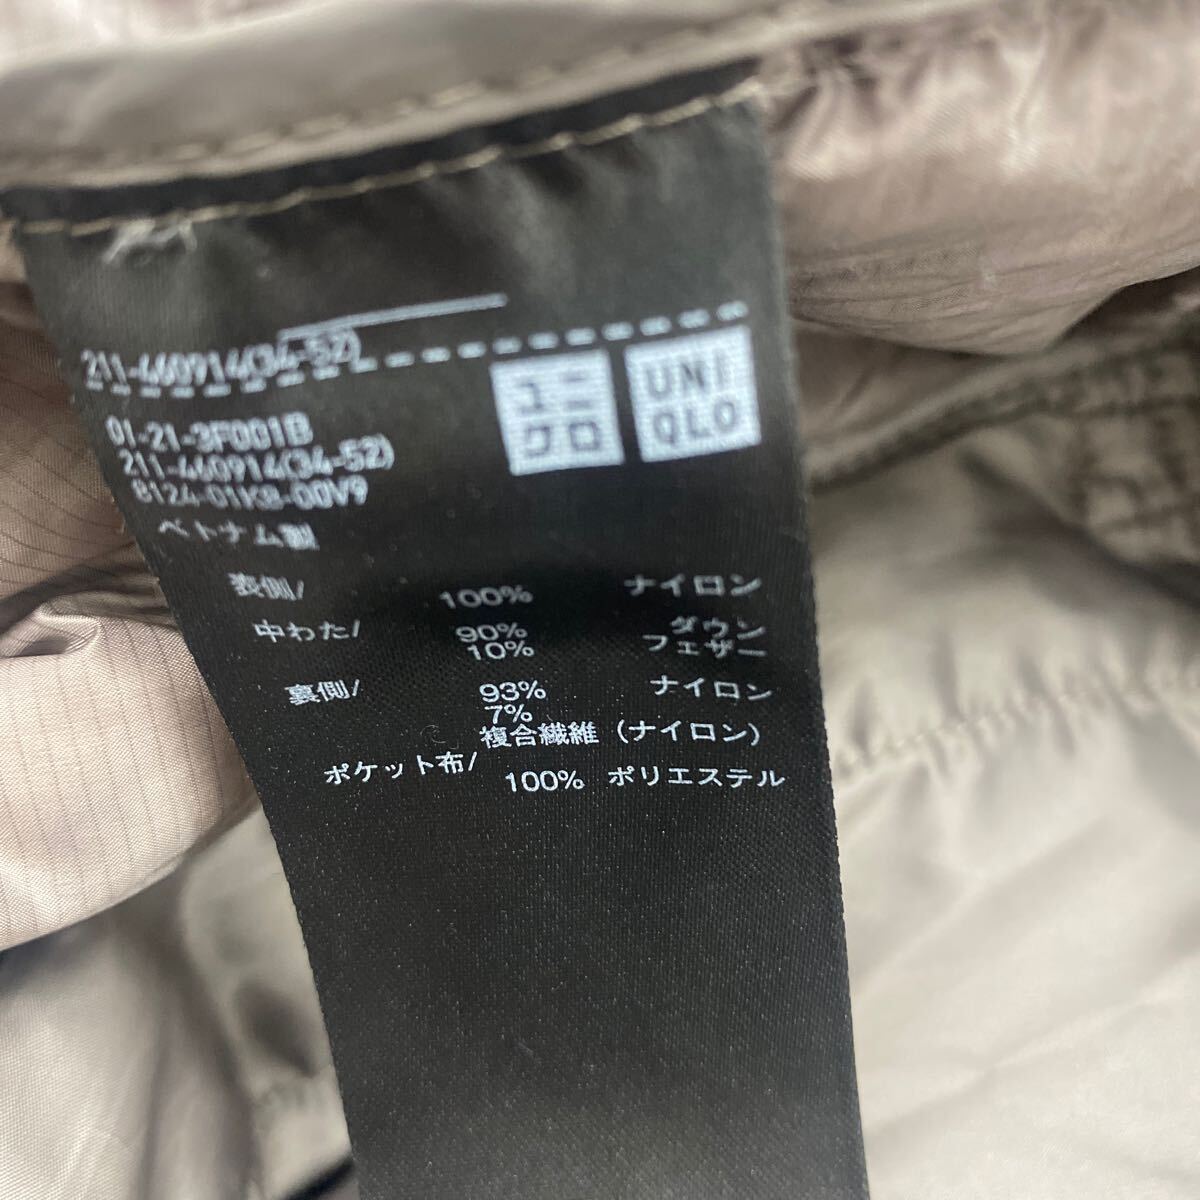 211-460914(34-52)
ユニ
クロ
UNI
QLO
01-21-3F001B
211-460914(34-52)
8124-01K8-00V9
ベトナム製
表側/ 100% ナイロン
中わた/ 90% ダウン
10% フェザー
裏側/ 93% ナイロン
7%
複合繊維(ナイロン)
ポケット布/
100% ポリエステル